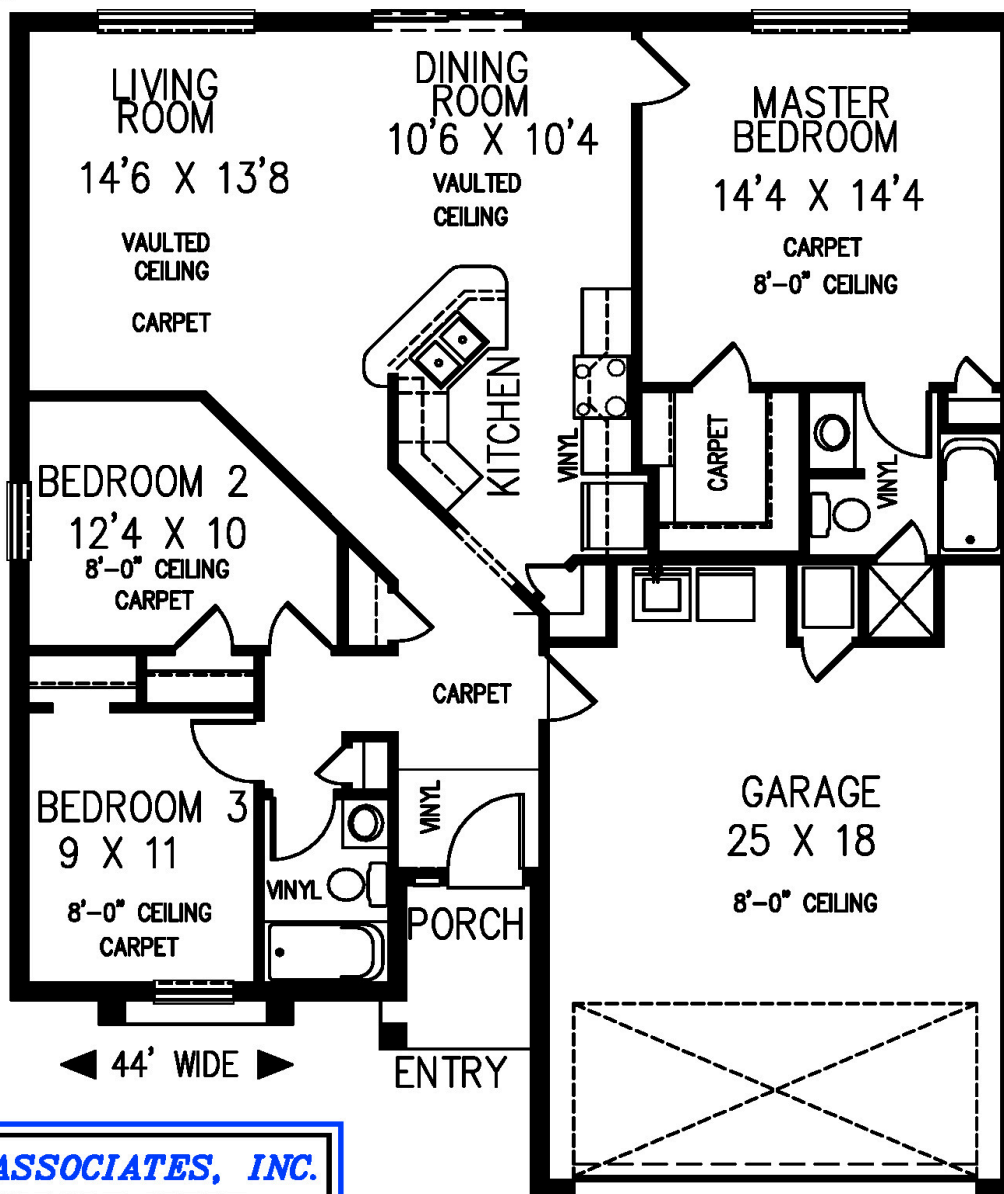 LIVING
ROOM
14'6 X 13'8
VAULTED
CEILING
CARPET
DINING
ROOM
10'6 X 10'4
VAULTED
CEILING
MASTER
BEDROOM
14'4 X 14'4
CARPET
8'-0" CEILING
KITCHEN
VINYL
CARPET
VINYL
BEDROOM 2
12'4 X 10
8'-0" CEILING
CARPET
CARPET
BEDROOM 3
9 X 11
8'-0" CEILING
CARPET
VINYL
VINYL
GARAGE
25 X 18
8'-0" CEILING
PORCH
ENTRY
44' WIDE
ASSOCIATES, INC.